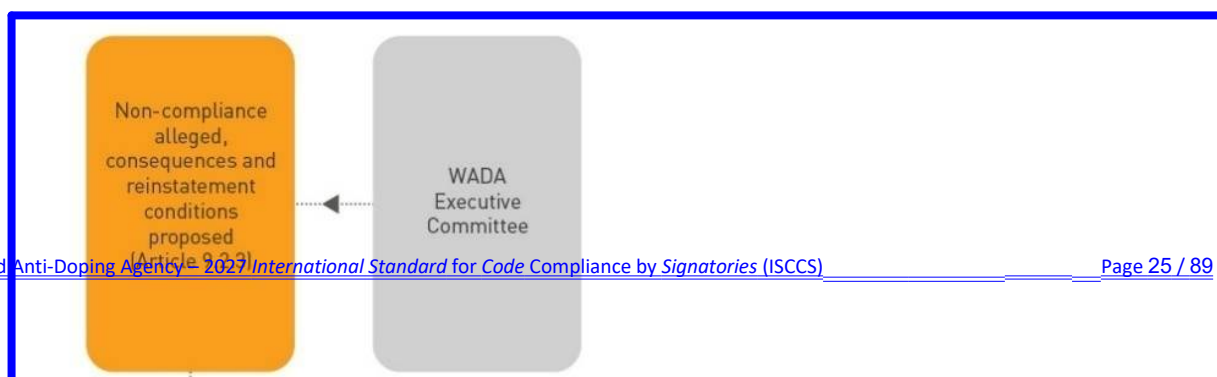 Non-compliance
alleged,
consequences and
reinstatement
conditions
proposed
(Article
WADA
Executive
Committee
d Anti-Doping Agency – 2027 International Standard for Code Compliance by Signatories (ISCCS) Page 25 / 89